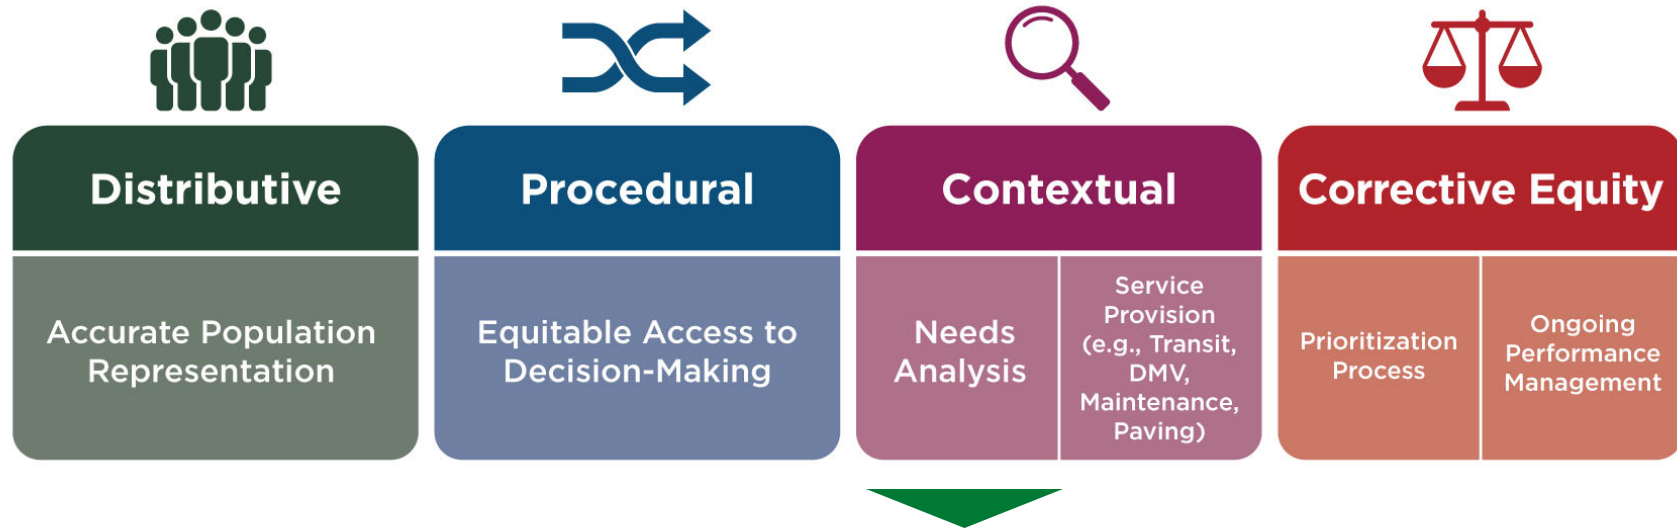 Distributive
Accurate Population
Representation
Procedural
Equitable Access to
Decision-Making
Contextual
Needs
Analysis
Service
Provision
(e.g., Transit,
DMV,
Maintenance,
Paving)
Corrective Equity
Prioritization
Process
Ongoing
Performance
Management